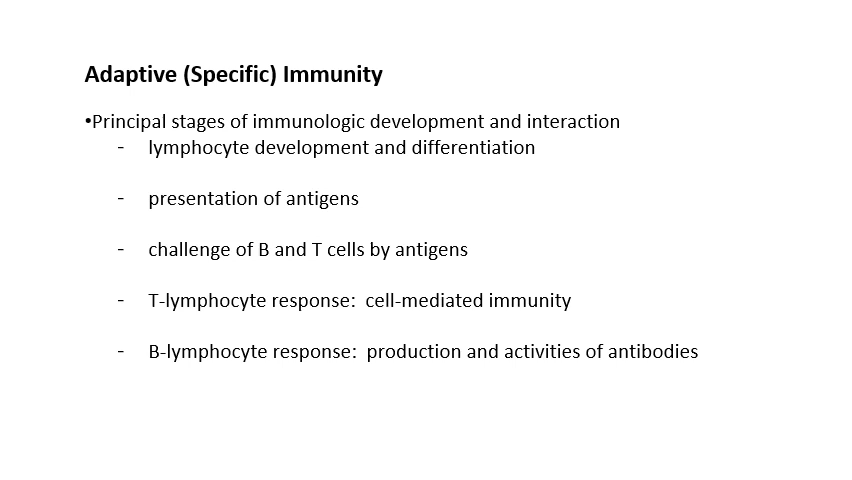 Adaptive (Specific) Immunity
•Principal stages of immunologic development and interaction
- lymphocyte development and differentiation
- presentation of antigens
- challenge of B and T cells by antigens
- T-lymphocyte response:  cell-mediated immunity
- B-lymphocyte response:  production and activities of antibodies